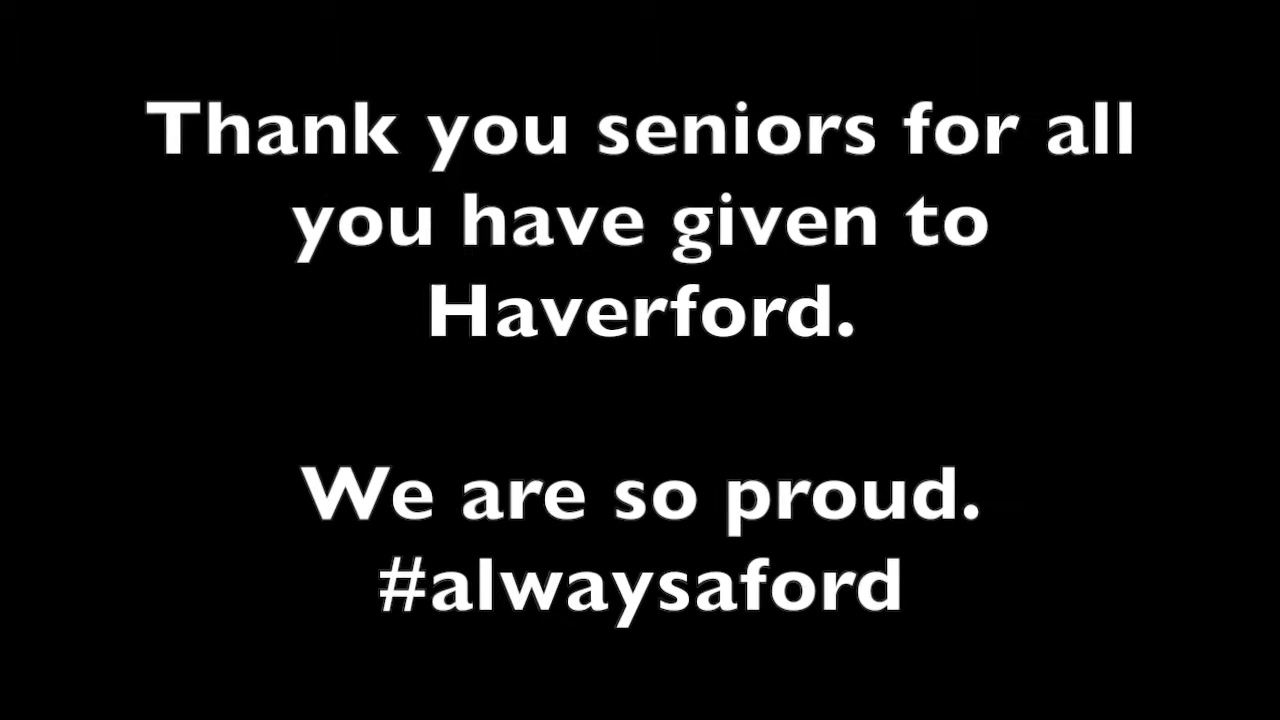 Thank you seniors for all
you have given to
Haverford.
We are so proud.
#alwaysaford